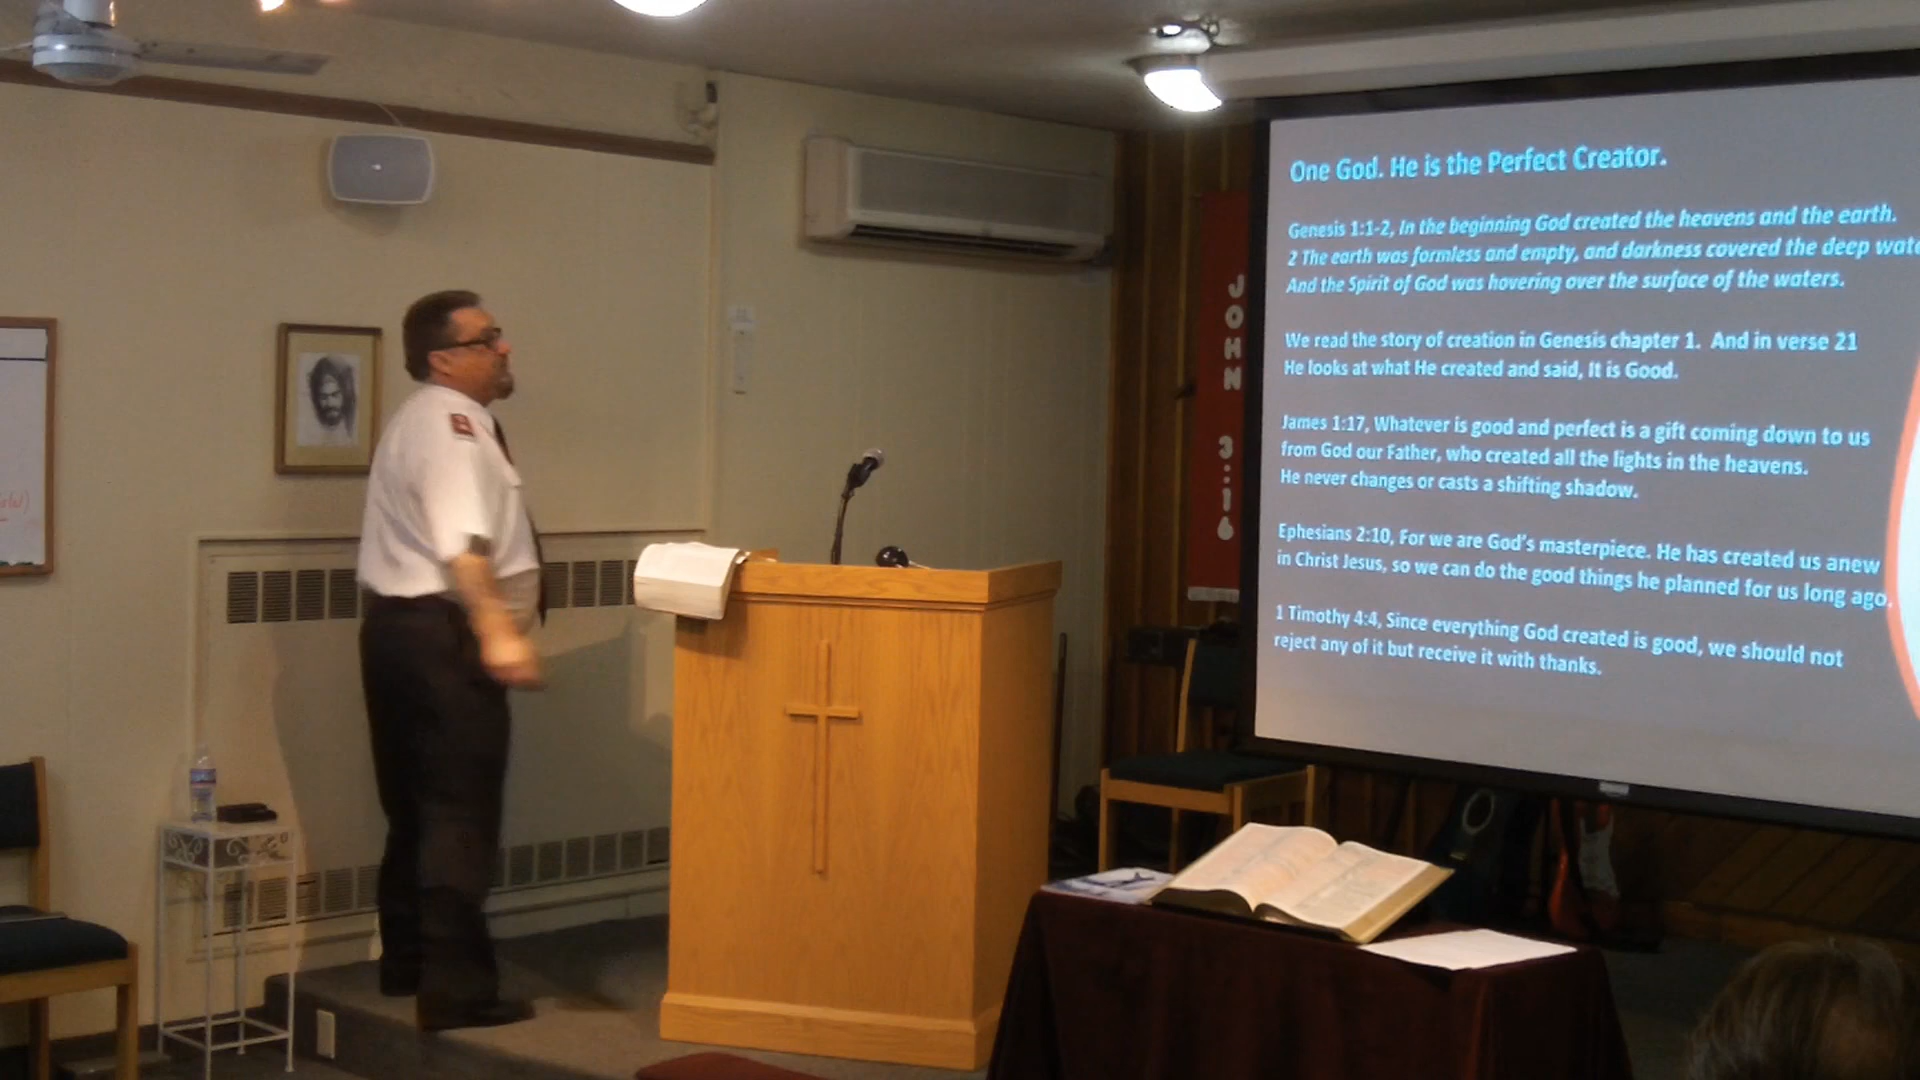 One God. He is the Perfect Creator.
Genesis 1:1-2, In the beginning God created the heavens and the earth.
2 The earth was formless and empty, and darkness covered the deep
And the Spirit of God was hovering over the surface of the waters.
We read the story of creation in Genesis chapter 1. And in verse 21
He looks at what He created and said, It is Good.
James 1:17, Whatever is good and perfect is a gift coming down to us
from God our Father, who created all the lights in the heavens.
He never changes or casts a shifting shadow.
Ephesians 2:10, For we are God's masterpiece. He has created us anew
in Christ Jesus, so we can do the good things he planned for us long ago.
1 Timothy 4:4, Since everything God created is good, we should not
reject any of it but receive it with thanks.
JOHN 3:16